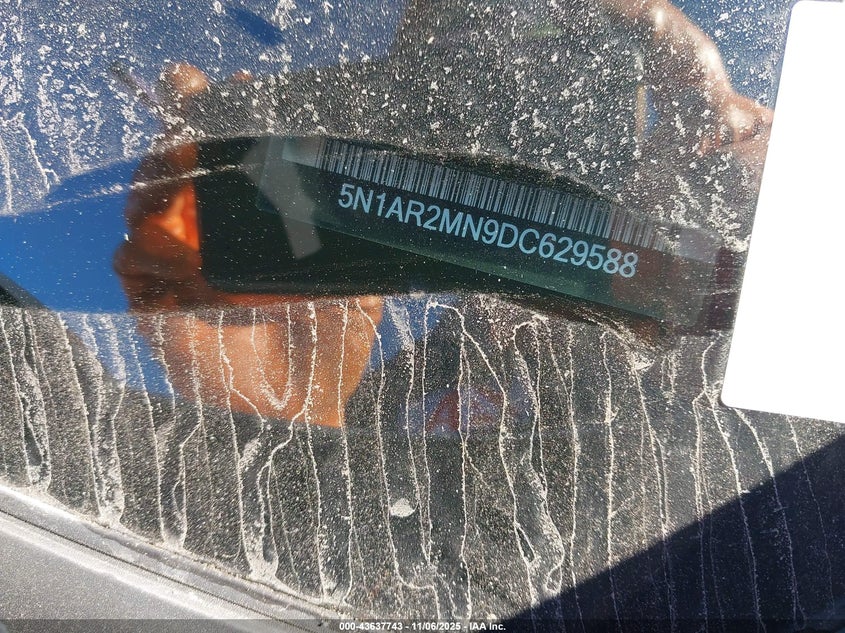 5N1AR2MN9DC629588
000-43637743 - 11/06/2025 - IAA Inc.